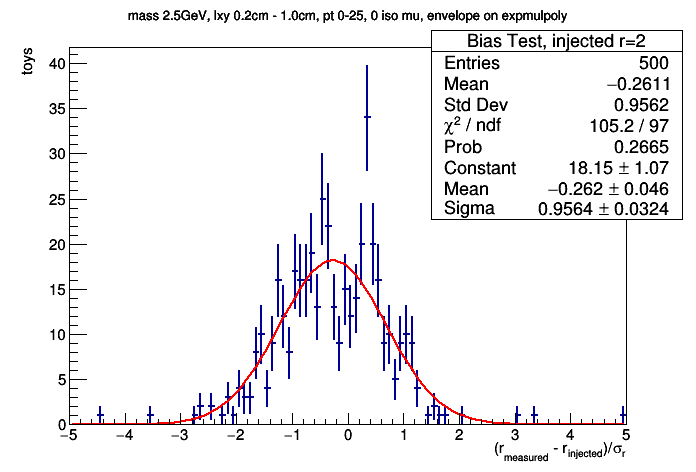 mass 2.5GeV, lxy 0.2cm - 1.0cm, pt 0-25, 0 iso mu, envelope on expmulpoly
Bias Test, injected r=2
Entries 500
Mean −0.2611
Std Dev 0.9562
χ² / ndf 105.2 / 97
Prob 0.2665
Constant 18.15 ± 1.07
Mean −0.262 ± 0.046
Sigma 0.9564 ± 0.0324
toys
40
35
30
25
20
15
10
5
0
−5 −4 −3 −2 −1 0 1 2 3 4 5
(r_measured - r_injected)/σ_r